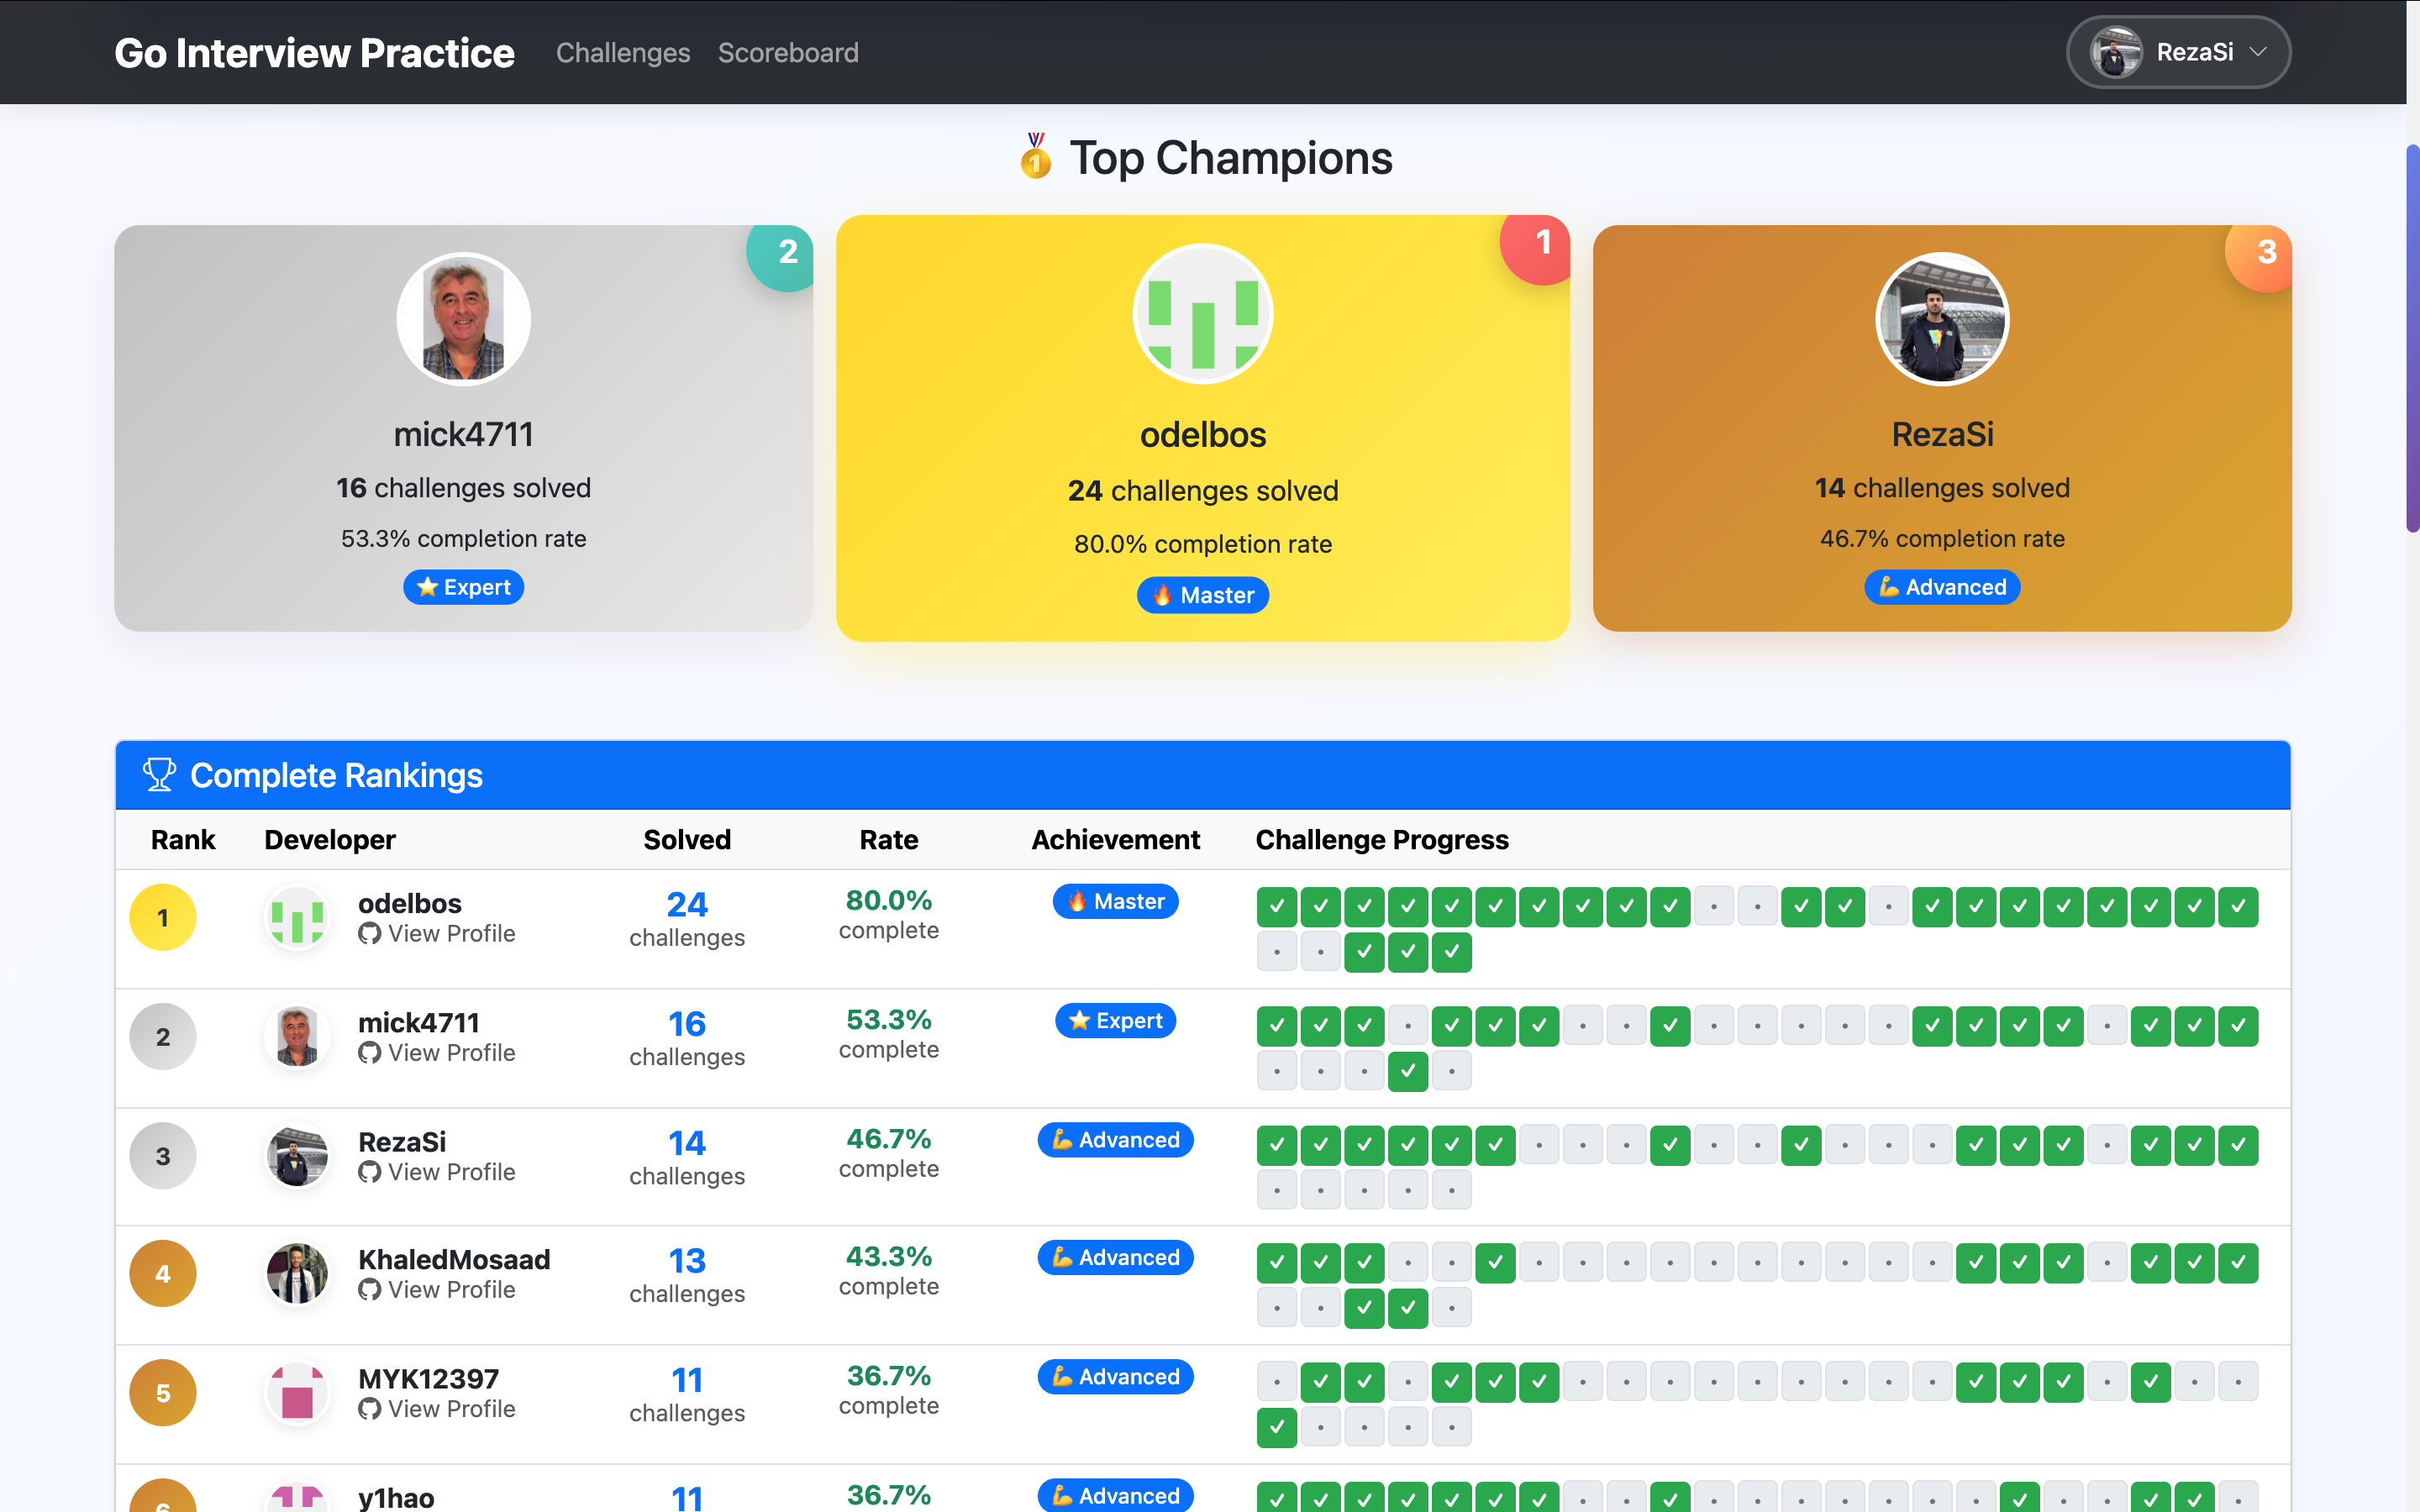 Go Interview Practice Challenges Scoreboard RezaSi
🏅 Top Champions
2
mick4711
16 challenges solved
53.3% completion rate
⭐ Expert
1
odelbos
24 challenges solved
80.0% completion rate
🔥 Master
3
RezaSi
14 challenges solved
46.7% completion rate
💪 Advanced
Complete Rankings
Rank Developer Solved Rate Achievement Challenge Progress
1 odelbos 24 80.0% 🔥 Master
View Profile challenges complete
2 mick4711 16 53.3% ⭐ Expert
View Profile challenges complete
3 RezaSi 14 46.7% 💪 Advanced
View Profile challenges complete
4 KhaledMosaad 13 43.3% 💪 Advanced
View Profile challenges complete
5 MYK12397 11 36.7% 💪 Advanced
View Profile challenges complete
6 y1hao 11 36.7% 💪 Advanced